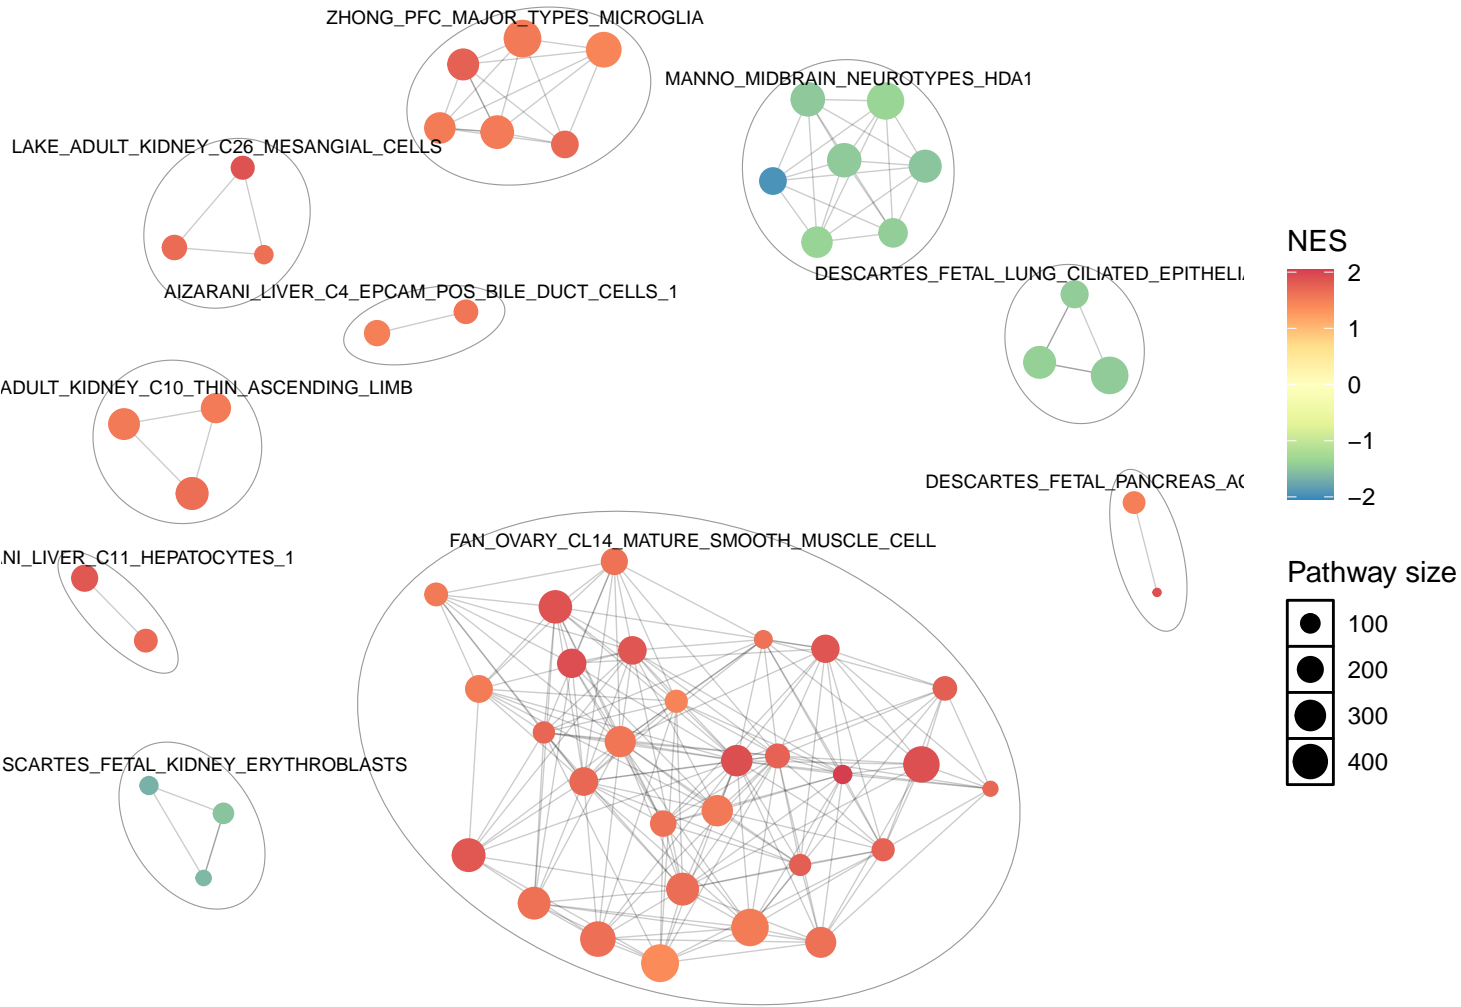 ZHONG_PFC_MAJOR_TYPES_MICROGLIA
MANNO_MIDBRAIN_NEUROTYPES_HDA1
LAKE_ADULT_KIDNEY_C26_MESANGIAL_CELLS
DESCARTES_FETAL_LUNG_CILIATED_EPITHELI
AIZARANI_LIVER_C4_EPCAM_POS_BILE_DUCT_CELLS_1
ADULT_KIDNEY_C10_THIN_ASCENDING_LIMB
DESCARTES_FETAL_PANCREAS_AC
FAN_OVARY_CL14_MATURE_SMOOTH_MUSCLE_CELL
NI_LIVER_C11_HEPATOCYTES_1
SCARTES_FETAL_KIDNEY_ERYTHROBLASTS
NES
2
1
0
−1
−2
Pathway size
100
200
300
400